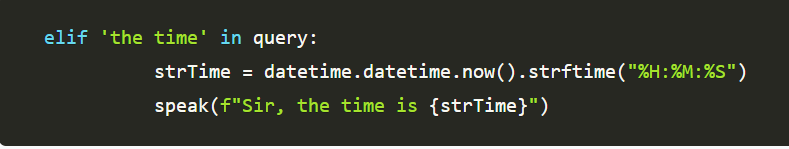 elif 'the time' in query:
strTime = datetime.datetime.now().strftime("%H:%M:%S")
speak(f"Sir, the time is {strTime}")